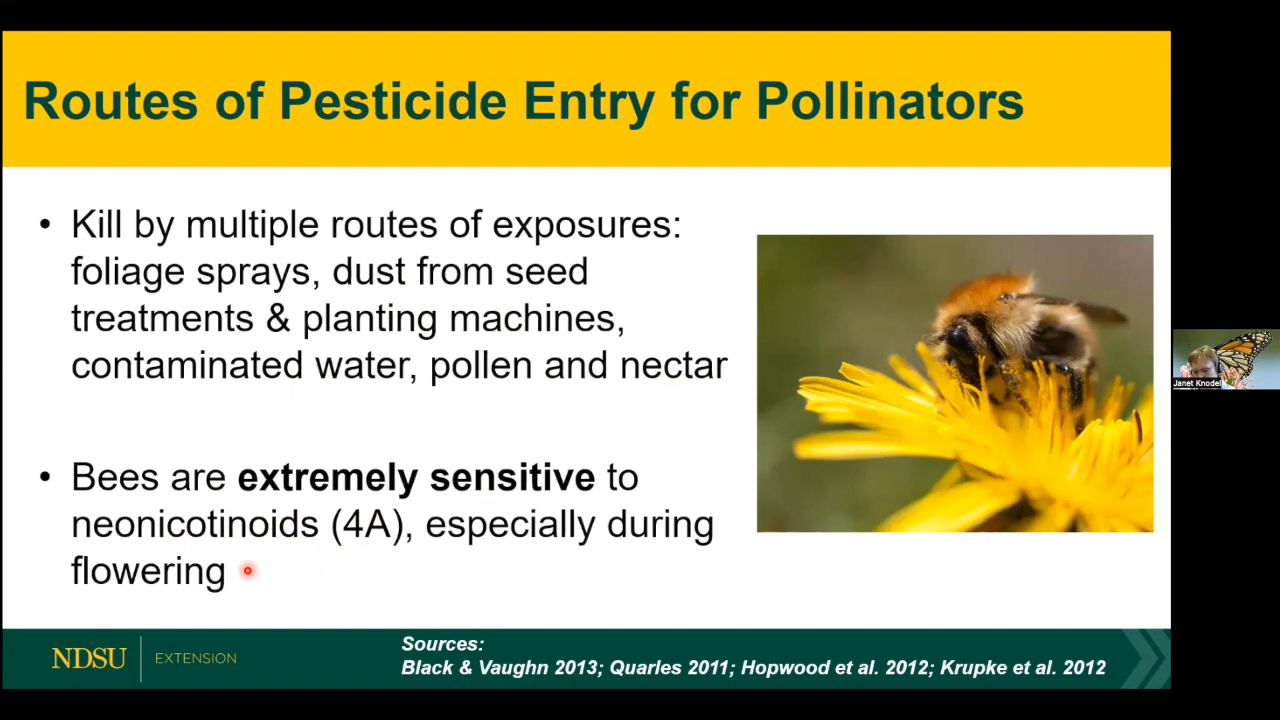 Routes of Pesticide Entry for Pollinators
• Kill by multiple routes of exposures:
foliage sprays, dust from seed
treatments & planting machines,
contaminated water, pollen and nectar
• Bees are extremely sensitive to
neonicotinoids (4A), especially during
flowering
Janet Knodel
NDSU EXTENSION
Sources:
Black & Vaughn 2013; Quarles 2011; Hopwood et al. 2012; Krupke et al. 2012